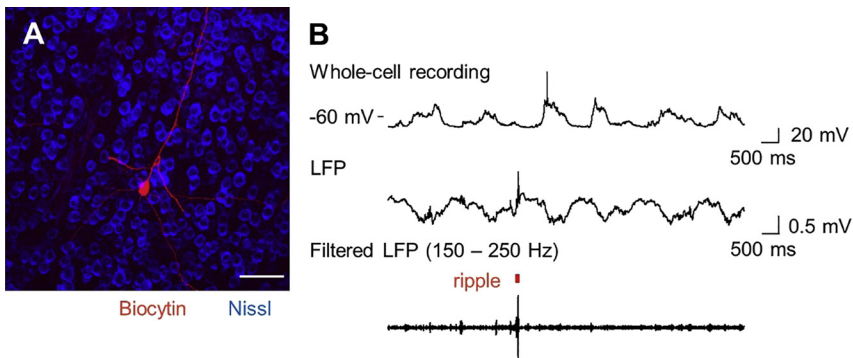 A
Biocytin Nissl
B
Whole-cell recording
-60 mV
20 mV
500 ms
LFP
0.5 mV
500 ms
Filtered LFP (150 – 250 Hz)
ripple